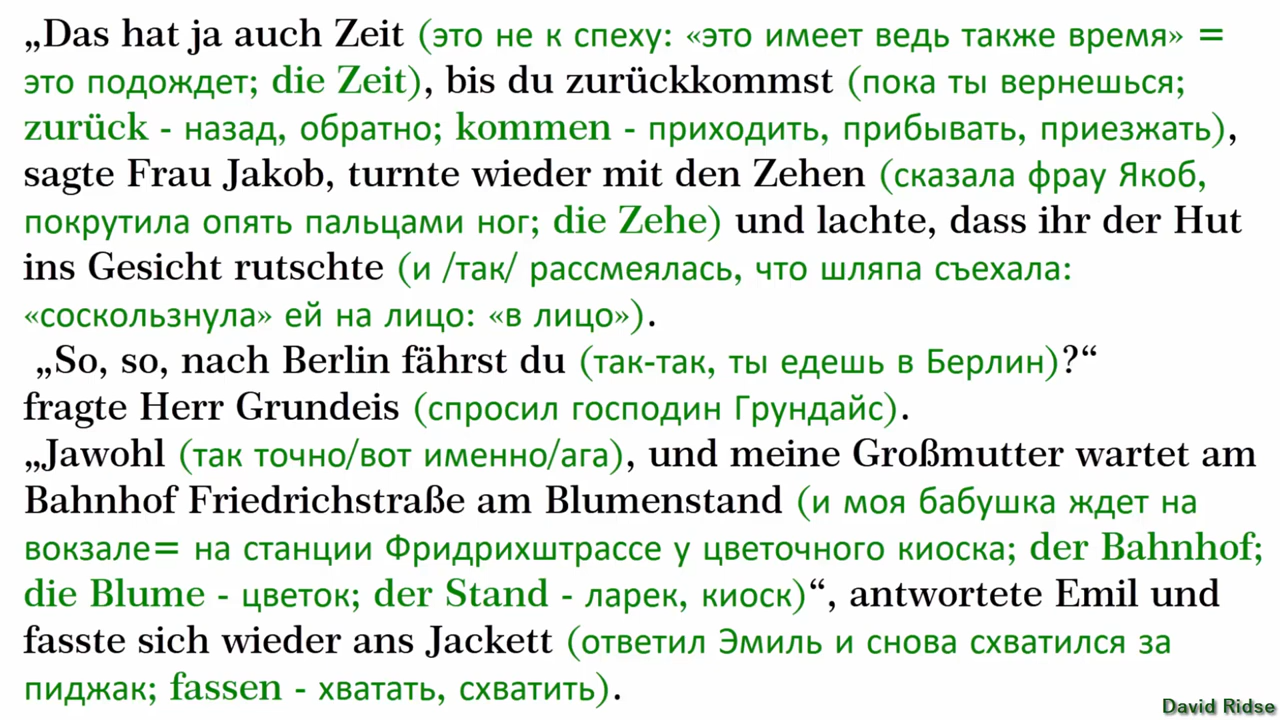 „Das hat ja auch Zeit (это не к спеху: «это имеет ведь также время» =
это подождет; die Zeit), bis du zurückkommst (пока ты вернешься;
zurück - назад, обратно; kommen - приходить, прибывать, приезжать),
sagte Frau Jakob, turnte wieder mit den Zehen (сказала фрау Якоб,
покрутила опять пальцами ног; die Zehe) und lachte, dass ihr der Hut
ins Gesicht rutschte (и /так/ рассмеялась, что шляпа съехала:
«соскользнула» ей на лицо: «в лицо»).
„So, so, nach Berlin fährst du (так-так, ты едешь в Берлин)?“
fragte Herr Grundeis (спросил господин Грундайс).
„Jawohl (так точно/вот именно/ага), und meine Großmutter wartet am
Bahnhof Friedrichstraße am Blumenstand (и моя бабушка ждет на
вокзале= на станции Фридрихштрассе у цветочного киоска; der Bahnhof;
die Blume - цветок; der Stand - ларек, киоск)“, antwortete Emil und
fasste sich wieder ans Jackett (ответил Эмиль и снова схватился за
пиджак; fassen - хватать, схватить).
David Ridse